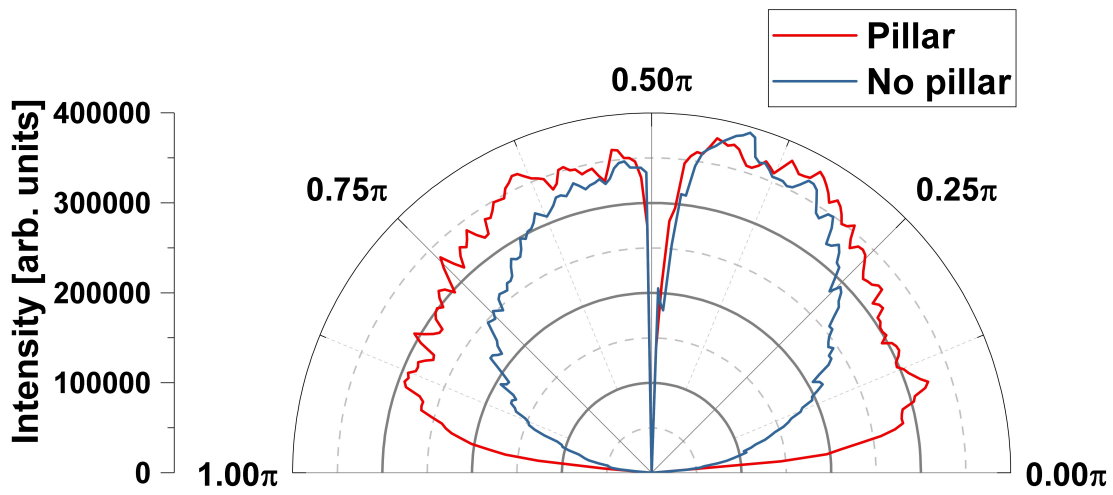 Pillar
No pillar
0.50π
0.75π
0.25π
1.00π
0.00π
Intensity [arb. units]
400000
300000
200000
100000
0